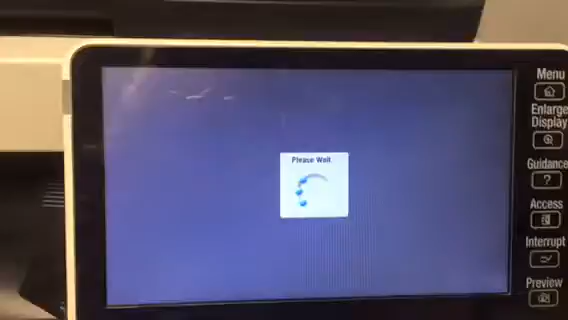 Please Wait
Menu
Enlarge
Display
Guidance
?
Access
Interrupt
Preview